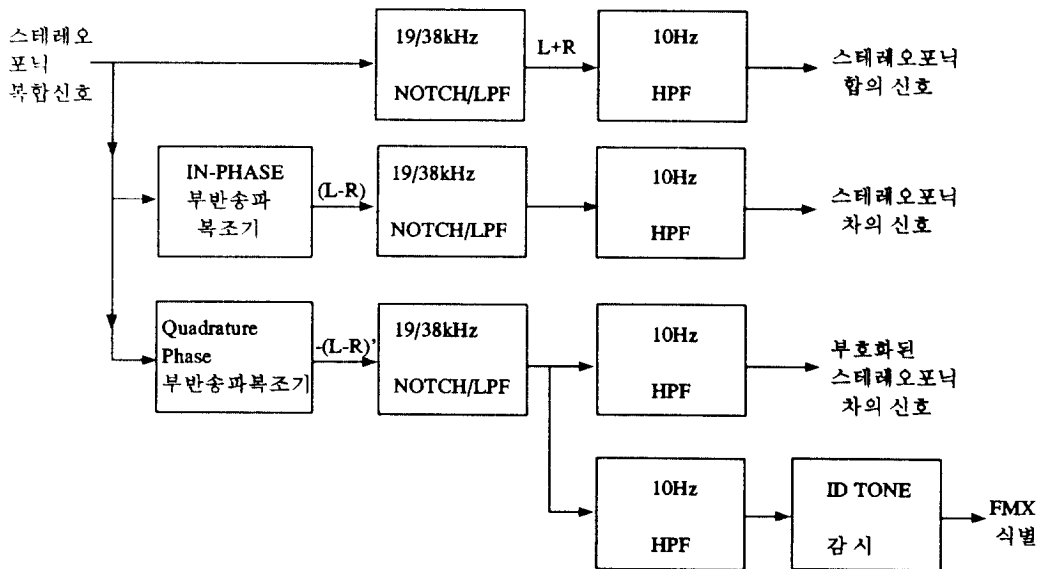 스테레오
포닉
복합신호
19/38kHz
NOTCH/LPF
L+R
10Hz
HPF
스테레오포닉
합의 신호
IN-PHASE
부반송파
복조기
(L-R)
19/38kHz
NOTCH/LPF
10Hz
HPF
스테레오포닉
차의 신호
Quadrature
Phase
부반송파복조기
-(L-R)'
19/38kHz
NOTCH/LPF
10Hz
HPF
부호화된
스테레오포닉
차의 신호
10Hz
HPF
ID TONE
감 시
FMX
식별